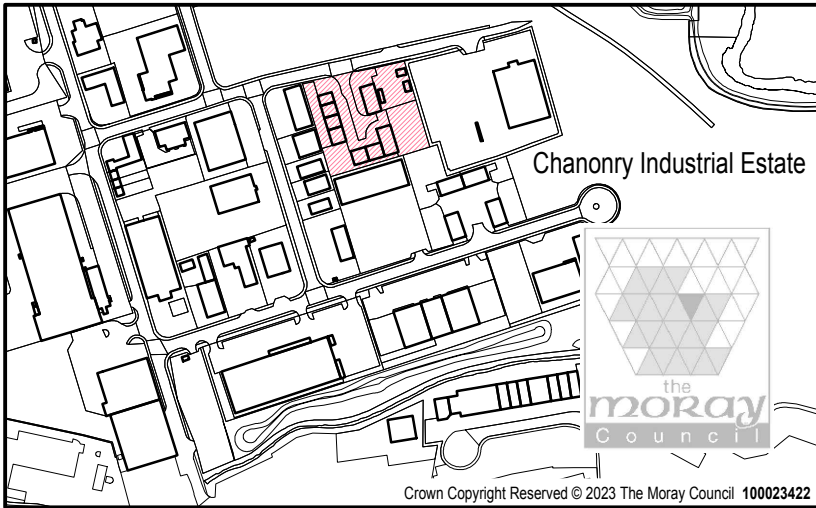 Chanonry Industrial Estate
the
moray
Council
Crown Copyright Reserved © 2023 The Moray Council 100023422